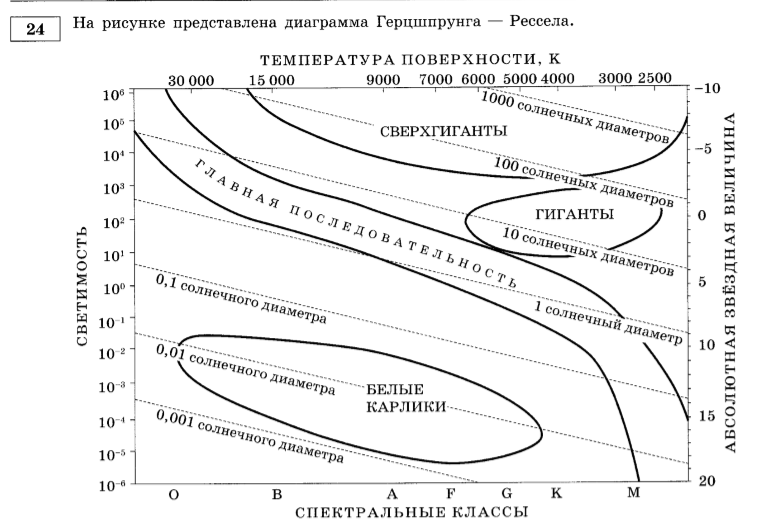 24
На рисунке представлена диаграмма Герцшпрунга — Рессела.
ТЕМПЕРАТУРА ПОВЕРХНОСТИ, К
30 000 15 000 9000 7000 6000 5000 4000 3000 2500
СВЕТИМОСТЬ
10⁶
10⁵
10⁴
10³
10²
10¹
10⁰
10⁻¹
10⁻²
10⁻³
10⁻⁴
10⁻⁵
10⁻⁶
1000 солнечных диаметров
СВЕРХГИГАНТЫ
100 солнечных диаметров
ГЛАВНАЯ ПОСЛЕДОВАТЕЛЬНОСТЬ
ГИГАНТЫ
10 солнечных диаметров
0,1 солнечного диаметра
1 солнечный диаметр
0,01 солнечного диаметра
БЕЛЫЕ
КАРЛИКИ
0,001 солнечного диаметра
–10
–5
0
5
10
15
20
АБСОЛЮТНАЯ ЗВЁЗДНАЯ ВЕЛИЧИНА
O B A F G K M
СПЕКТРАЛЬНЫЕ КЛАССЫ